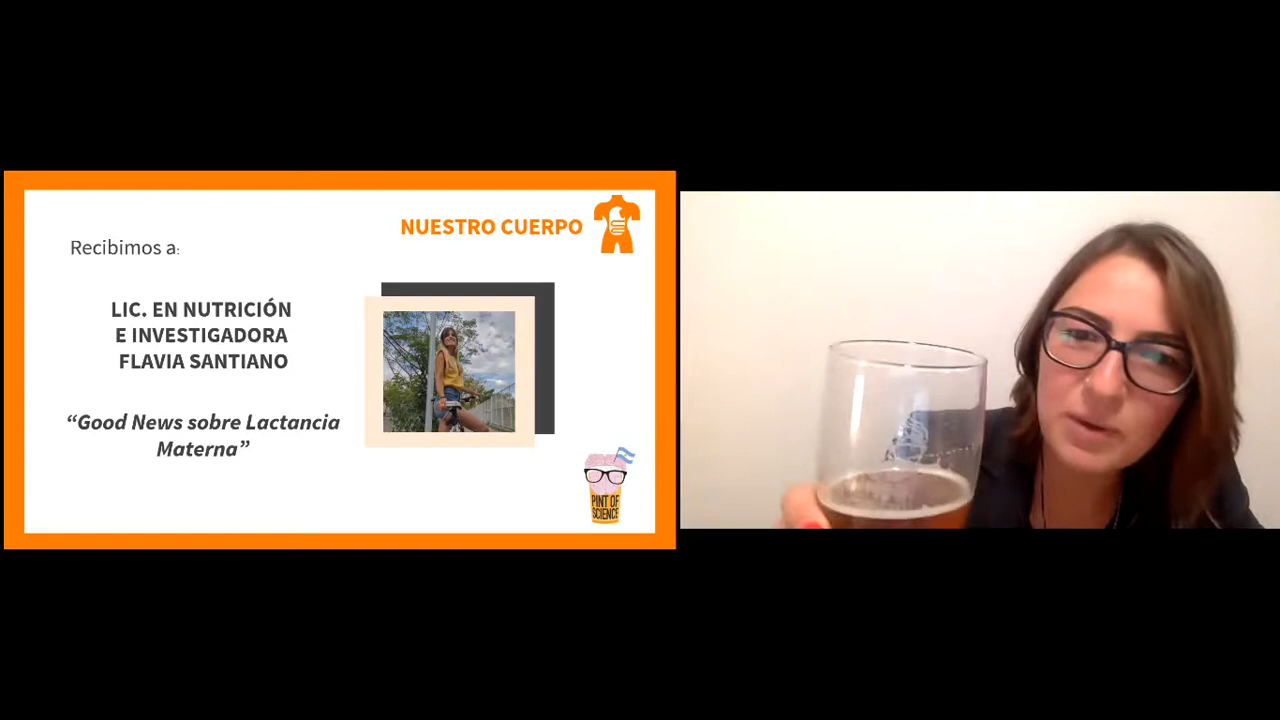 NUESTRO CUERPO
Recibimos a:
LIC. EN NUTRICIÓN
E INVESTIGADORA
FLAVIA SANTIANO
“Good News sobre Lactancia
Materna”
PINT OF
SCIENCE